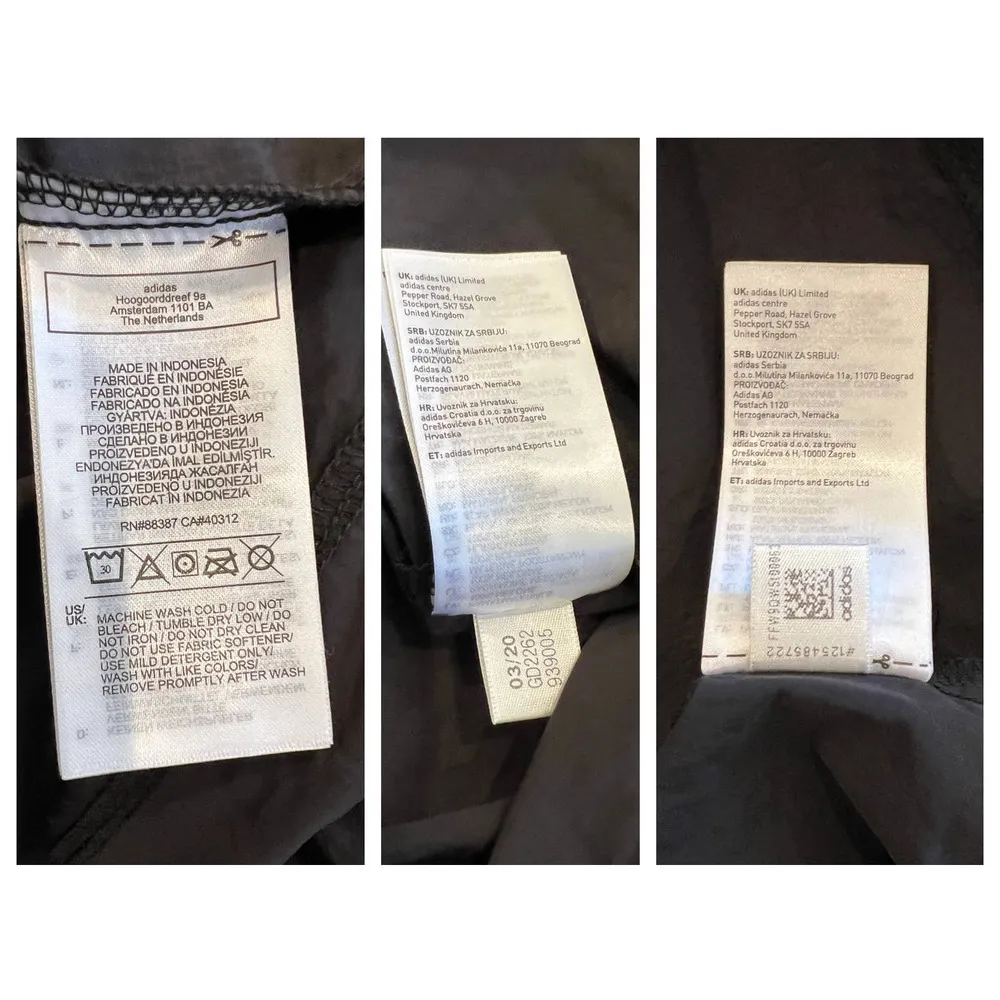 adidas
Hoogoorddreef 9a
Amsterdam 1101 BA
The Netherlands
MADE IN INDONESIA
FABRIQUÉ EN INDONÉSIE
FABRICADO EN INDONESIA
FABRICADO NA INDONÉSIA
GYÁRTVA: INDONÉZIA
ПРОИЗВЕДЕНО В ИНДОНЕЗИЯ
СДЕЛАНО В ИНДОНЕЗИИ
PROIZVEDENO U INDONEZIJI
ENDONEZYA'DA İMAL EDİLMİŞTİR.
ИНДОНЕЗИЯДА ЖАСАЛҒАН
PROIZVEDENO U INDONEZIJI
FABRICAT ÎN INDONEZIA
RN#88387 CA#40312
30
US/
UK:
MACHINE WASH COLD / DO NOT
BLEACH / TUMBLE DRY LOW / DO
NOT IRON / DO NOT DRY CLEAN
DO NOT USE FABRIC SOFTENER/
USE MILD DETERGENT ONLY/
WASH WITH LIKE COLORS/
REMOVE PROMPTLY AFTER WASH
UK: adidas (UK) Limited
adidas centre
Pepper Road, Hazel Grove
Stockport, SK7 5SA
United Kingdom
SRB: UZOZNIK ZA SRBIJU:
adidas Serbia
d.o.o.Milutina Milankovića 11a, 11070 Beograd
PROIZVOĐAČ:
Adidas AG
Postfach 1120
Herzogenaurach, Nemačka
HR: Uvoznik za Hrvatsku:
adidas Croatia d.o.o. za trgovinu
Oreškovićeva 6 H, 10000 Zagreb
Hrvatska
ET: adidas Imports and Exports Ltd
03/20
GD2262
939005
UK: adidas (UK) Limited
adidas centre
Pepper Road, Hazel Grove
Stockport, SK7 5SA
United Kingdom
SRB: UZOZNIK ZA SRBIJU:
adidas Serbia
d.o.o.Milutina Milankovića 11a, 11070 Beograd
PROIZVOĐAČ:
Adidas AG
Postfach 1120
Herzogenaurach, Nemačka
HR: Uvoznik za Hrvatsku:
adidas Croatia d.o.o. za trgovinu
Oreškovićeva 6 H, 10000 Zagreb
Hrvatska
ET: adidas Imports and Exports Ltd
adidas
#125485722